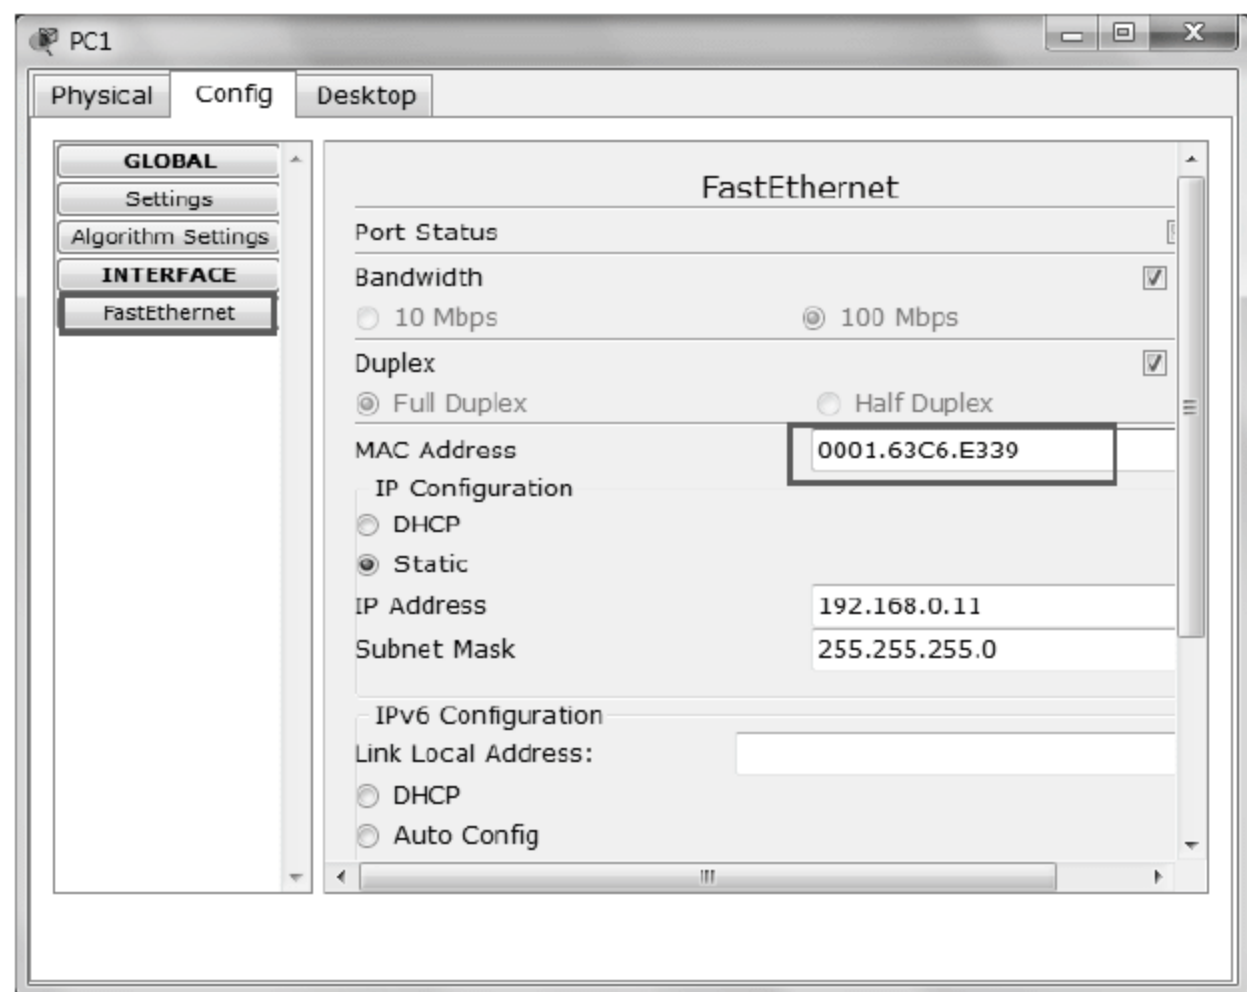 PC1
Physical Config Desktop
GLOBAL
Settings
Algorithm Settings
INTERFACE
FastEthernet
FastEthernet
Port Status
Bandwidth
10 Mbps 100 Mbps
Duplex
Full Duplex Half Duplex
MAC Address 0001.63C6.E339
IP Configuration
DHCP
Static
IP Address 192.168.0.11
Subnet Mask 255.255.255.0
IPv6 Configuration
Link Local Address:
DHCP
Auto Config